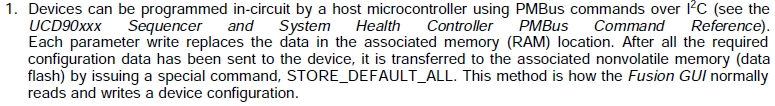 1. Devices can be programmed in-circuit by a host microcontroller using PMBus commands over I²C (see the
UCD90xxx Sequencer and System Health Controller PMBus Command Reference).
Each parameter write replaces the data in the associated memory (RAM) location. After all the required
configuration data has been sent to the device, it is transferred to the associated nonvolatile memory (data
flash) by issuing a special command, STORE_DEFAULT_ALL. This method is how the Fusion GUI normally
reads and writes a device configuration.